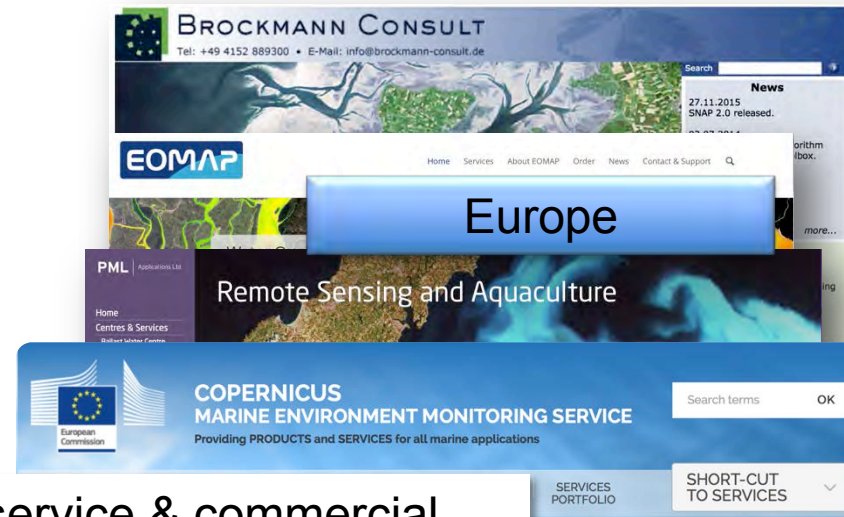 BROCKMANN CONSULT
Tel: +49 4152 889300 • E-Mail: info@brockmann-consult.de
Search
News
27.11.2015
SNAP 2.0 released.
EOMAP
Home Services About EOMAP Order News Contact & Support
Europe
more...
PML Applications Ltd
Remote Sensing and Aquaculture
Home
Centres & Services
Ballast Water Centre
European
Commission
COPERNICUS
MARINE ENVIRONMENT MONITORING SERVICE
Providing PRODUCTS and SERVICES for all marine applications
Search terms OK
SERVICES
PORTFOLIO
SHORT-CUT
TO SERVICES
service & commercial